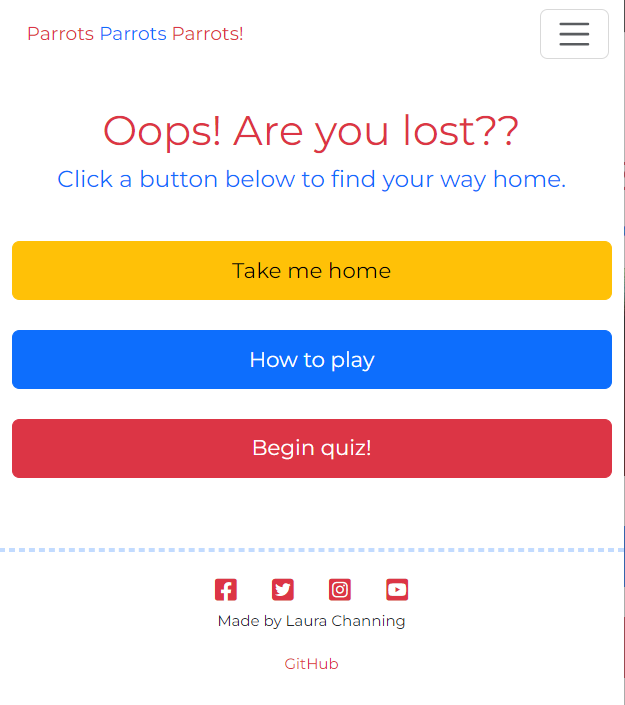 Parrots Parrots Parrots!
Oops! Are you lost??
Click a button below to find your way home.
Take me home
How to play
Begin quiz!
Made by Laura Channing
GitHub